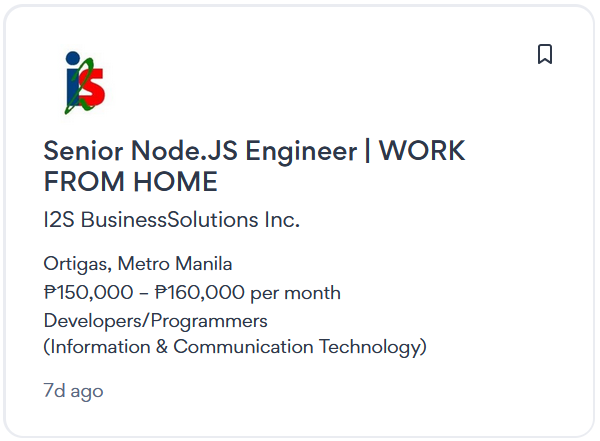 i2s
Senior Node.JS Engineer | WORK
FROM HOME
I2S BusinessSolutions Inc.
Ortigas, Metro Manila
₱150,000 – ₱160,000 per month
Developers/Programmers
(Information & Communication Technology)
7d ago